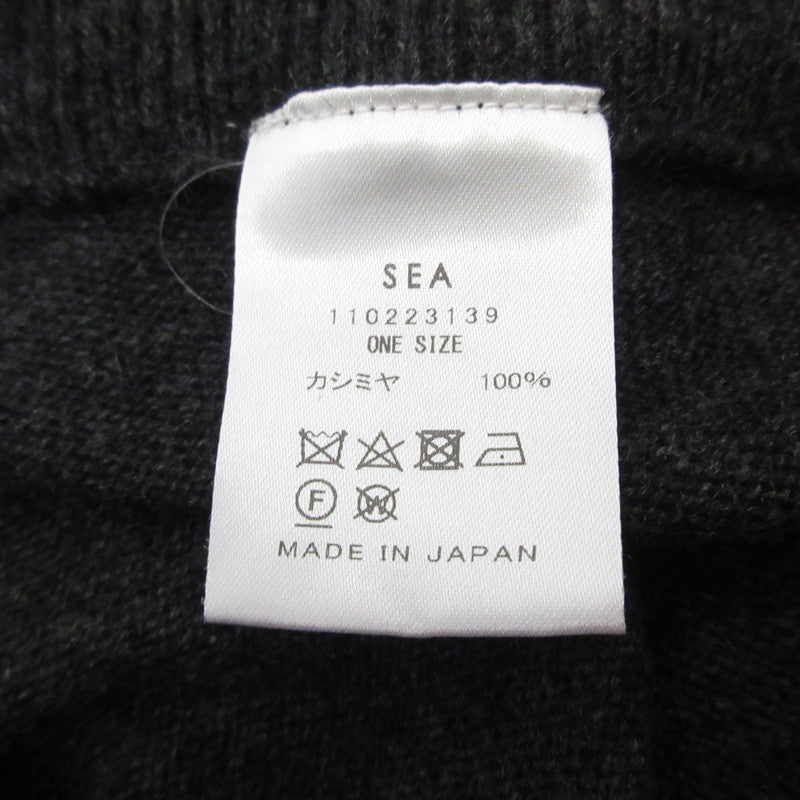 SEA
110223139
ONE SIZE
カシミヤ 100%
F W
MADE IN JAPAN